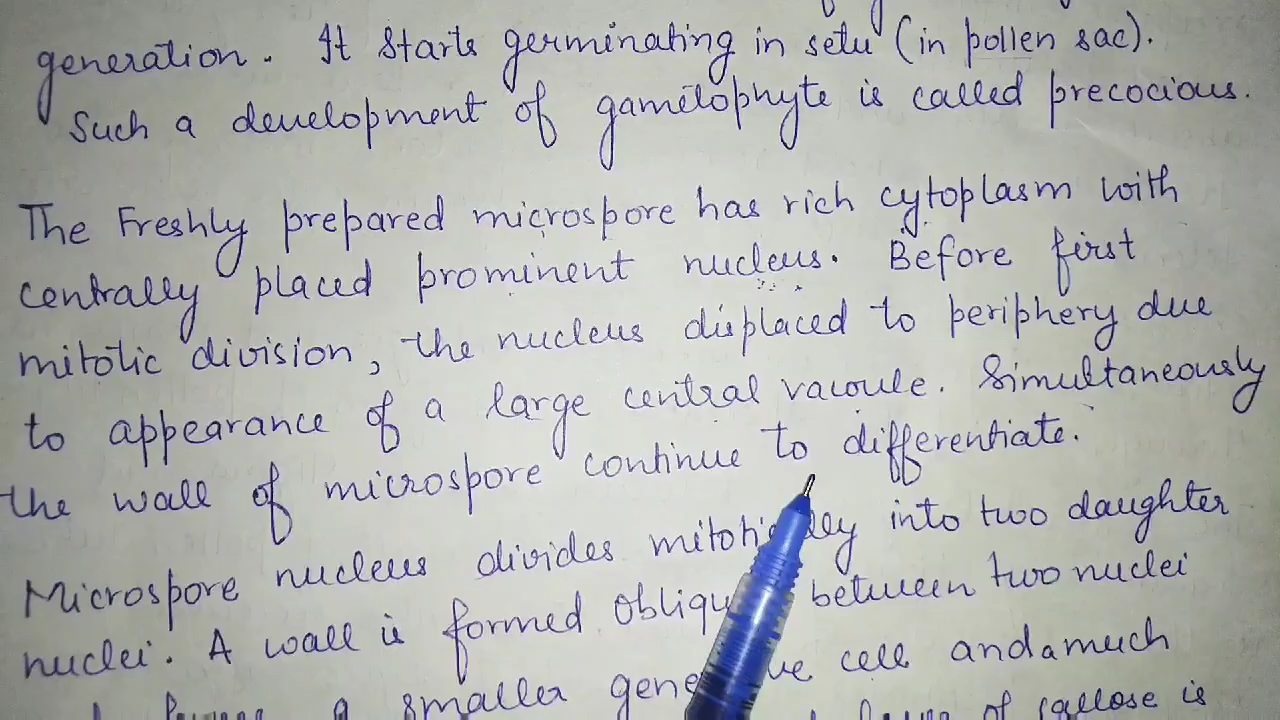 generation. It starts germinating in setu (in pollen sac).
Such a development of gametophyte is called precocious.
The Freshly prepared microspore has rich cytoplasm with
centrally placed prominent nucleus. Before first
mitotic division, the nucleus displaced to periphery due
to appearance of a large central vacoule. Simultaneously
the wall of microspore continue to differentiate.
Microspore nucleus divides mitotically into two daughter
nuclei. A wall is formed between two nuclei
a smaller cell and a much
of callose is